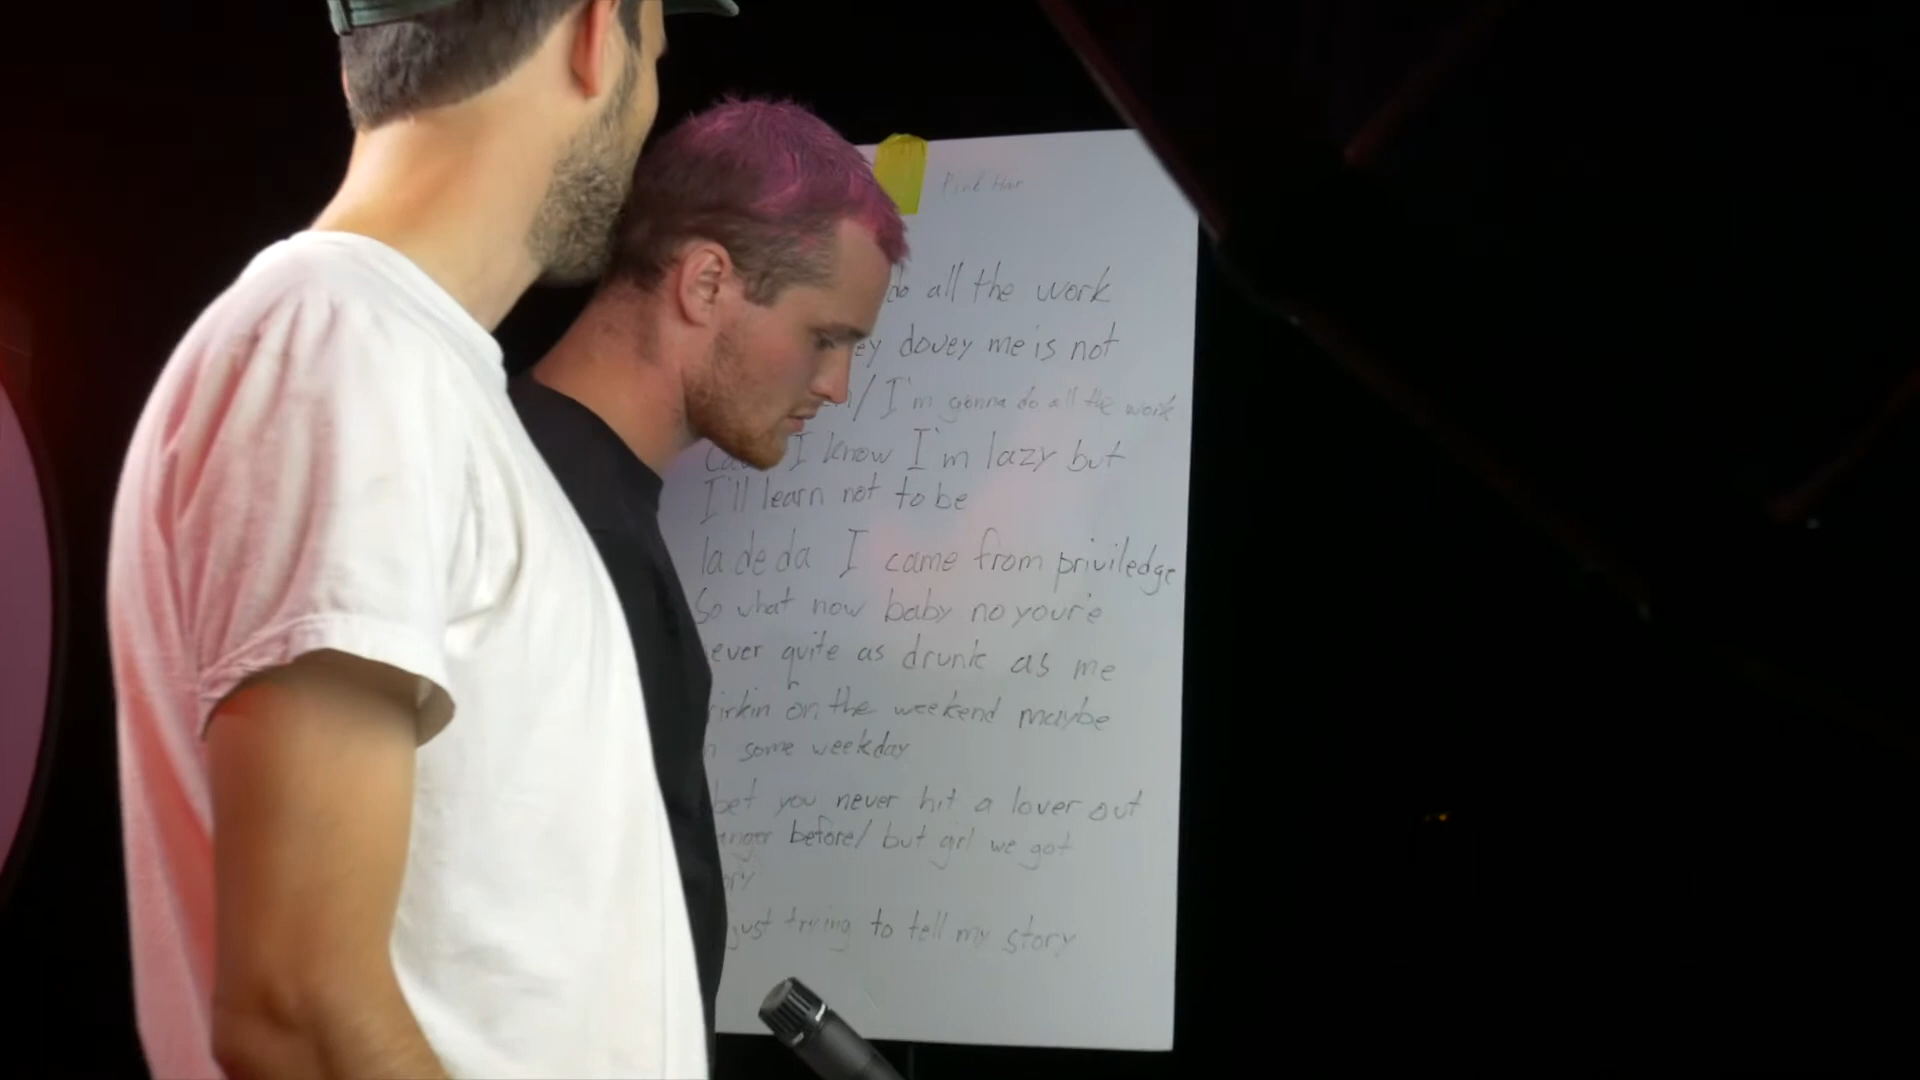 Pink Hair
do all the work
ey dovey me is not
/ I'm gonna do all the work
I know I'm lazy but
I'll learn not to be
la de da I came from priviledge
So what now baby no your'e
ever quite as drunk as me
irkin on the weekend maybe
some weekday
bet you never hit a lover out
before/ but girl we got
just trying to tell my story